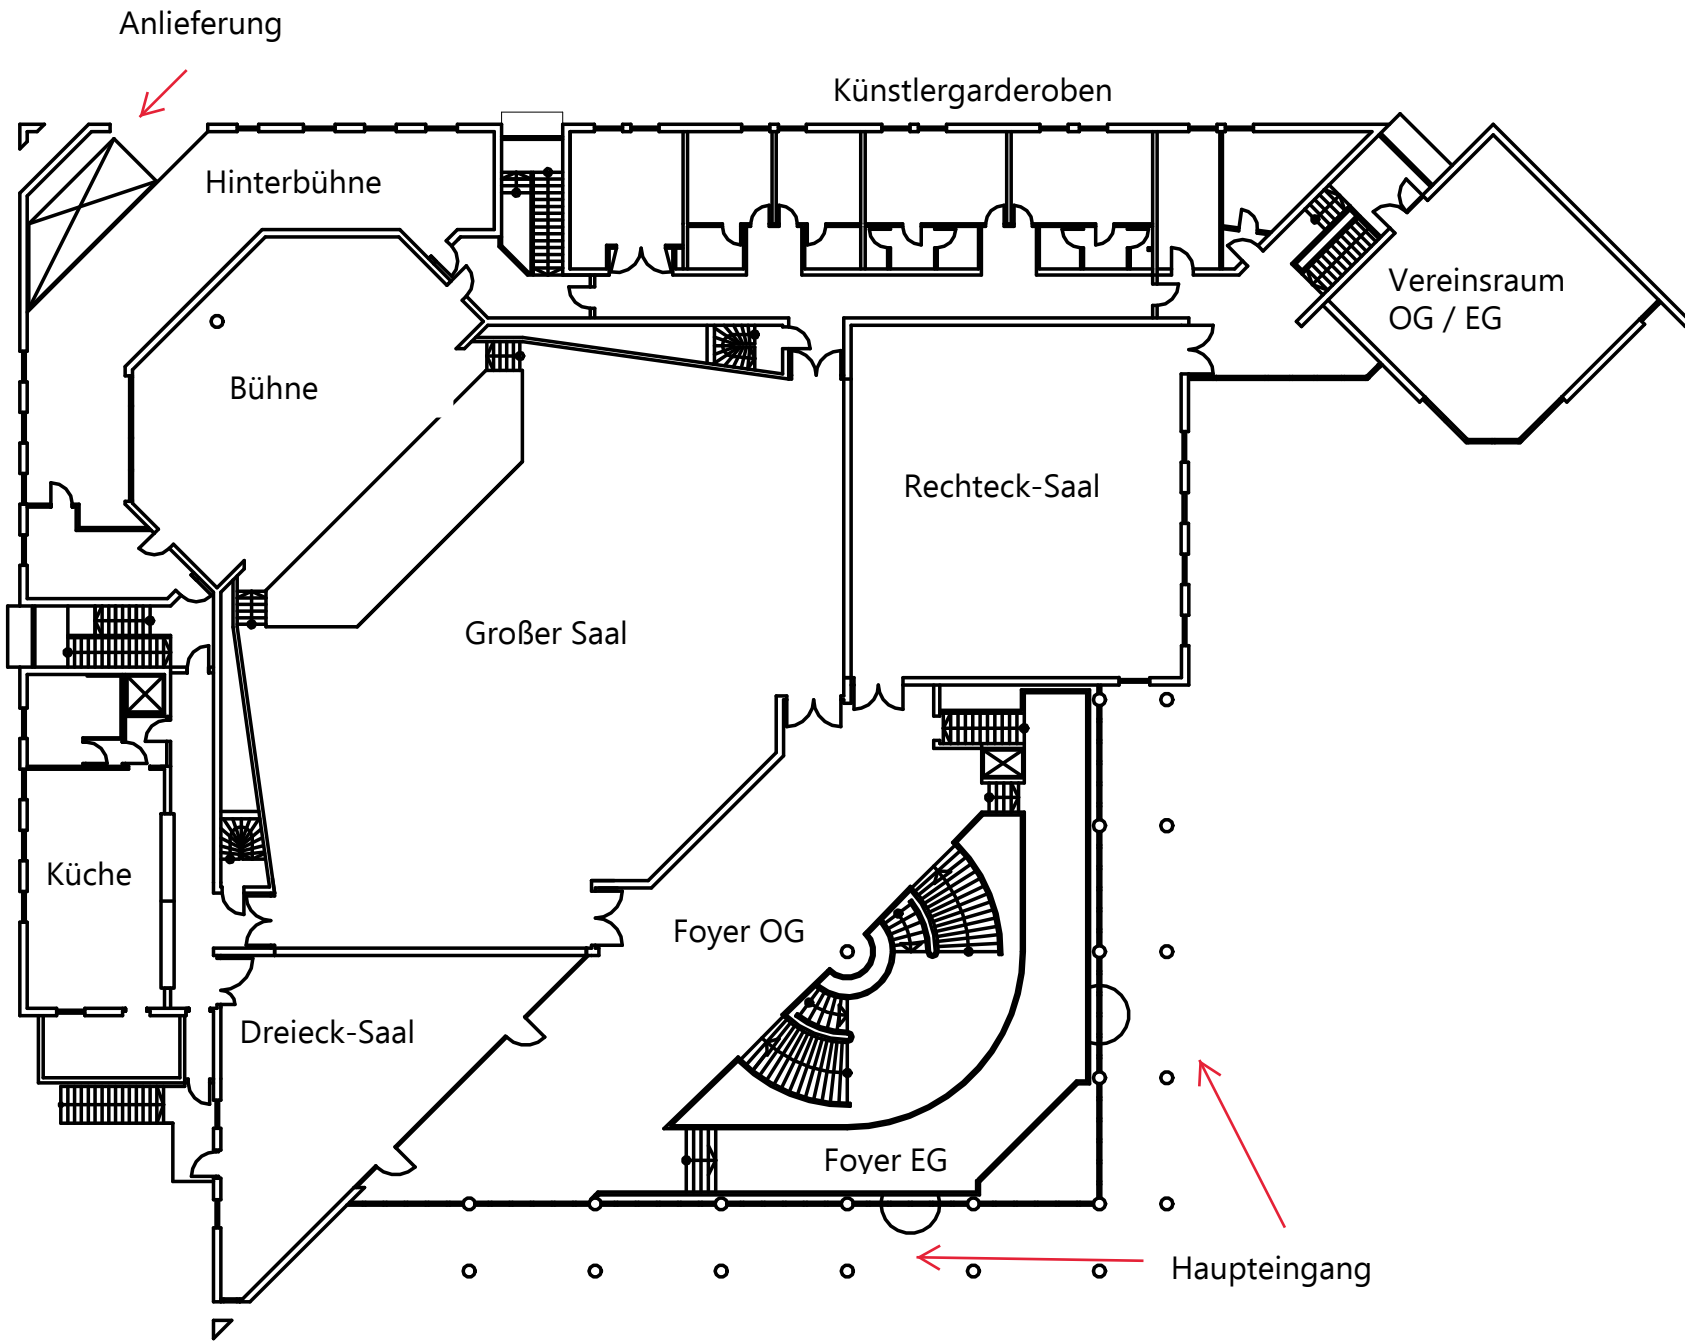 Anlieferung
Künstlergarderoben
Hinterbühne
Vereinsraum
OG / EG
Bühne
Rechteck-Saal
Großer Saal
Küche
Foyer OG
Dreieck-Saal
Foyer EG
Haupteingang